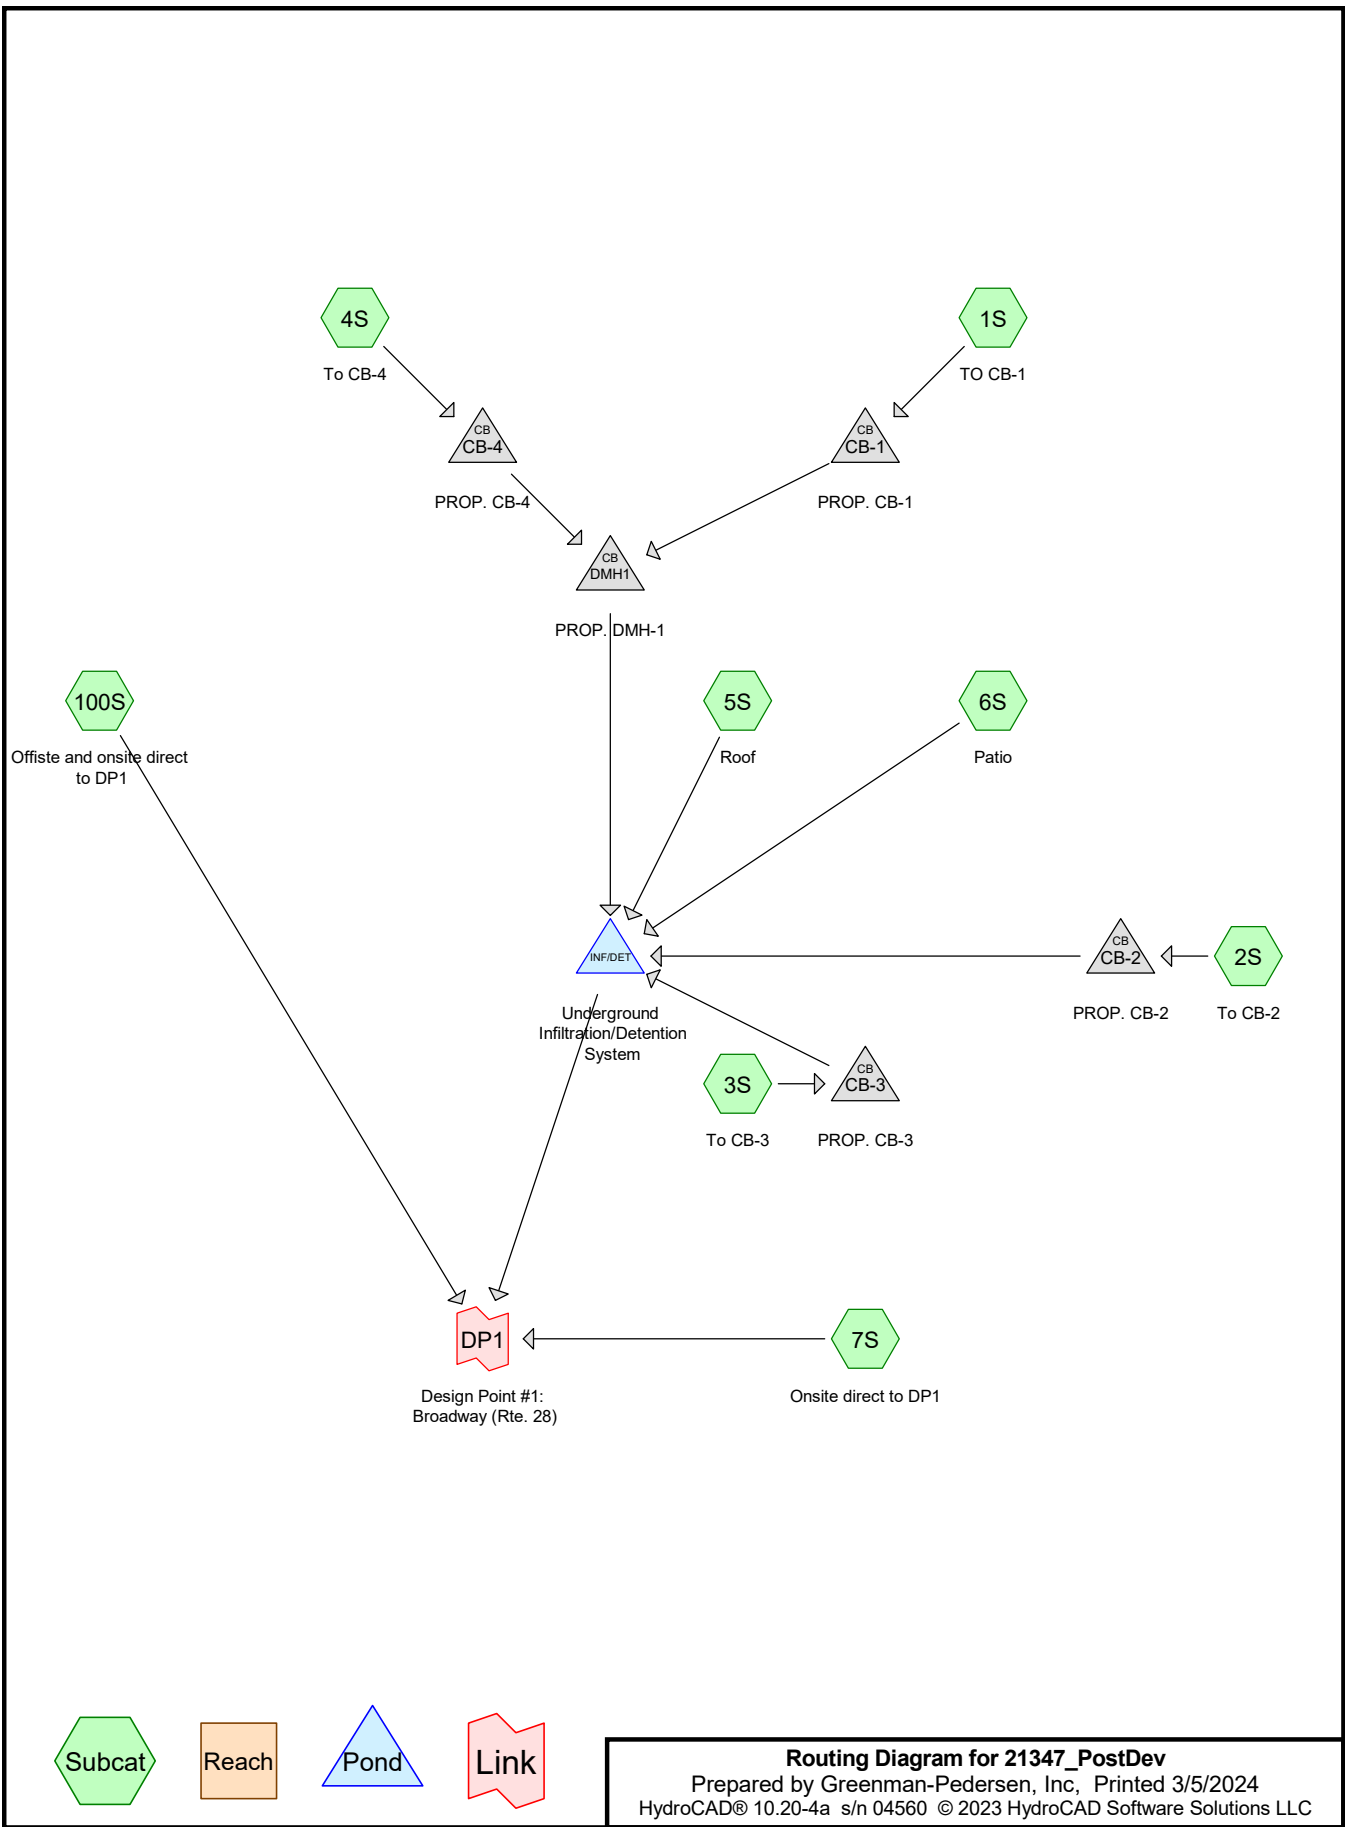 4S
To CB-4
1S
TO CB-1
CB
CB-4
PROP. CB-4
CB
CB-1
PROP. CB-1
CB
DMH1
PROP. DMH-1
100S
Offiste and onsite direct
to DP1
5S
Roof
6S
Patio
INF/DET
Underground
Infiltration/Detention
System
CB
CB-2
PROP. CB-2
2S
To CB-2
3S
To CB-3
CB
CB-3
PROP. CB-3
DP1
Design Point #1:
Broadway (Rte. 28)
7S
Onsite direct to DP1
Subcat
Reach
Pond
Link
Routing Diagram for 21347_PostDev
Prepared by Greenman-Pedersen, Inc, Printed 3/5/2024
HydroCAD® 10.20-4a s/n 04560 © 2023 HydroCAD Software Solutions LLC